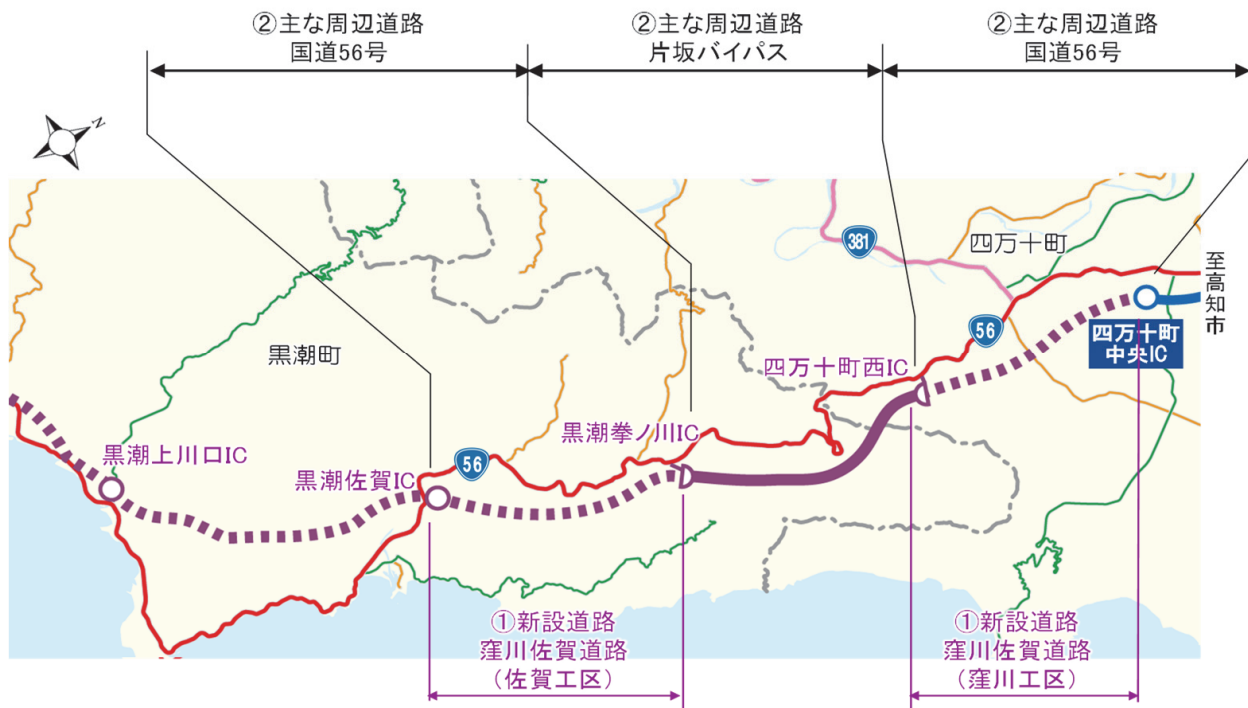 ②主な周辺道路
国道56号
②主な周辺道路
片坂バイパス
②主な周辺道路
国道56号
N
381
四万十町
至高知市
56
四万十町
中央IC
四万十町西IC
黒潮町
黒潮拳ノ川IC
黒潮上川口IC
黒潮佐賀IC
56
①新設道路
窪川佐賀道路
（佐賀工区）
①新設道路
窪川佐賀道路
（窪川工区）